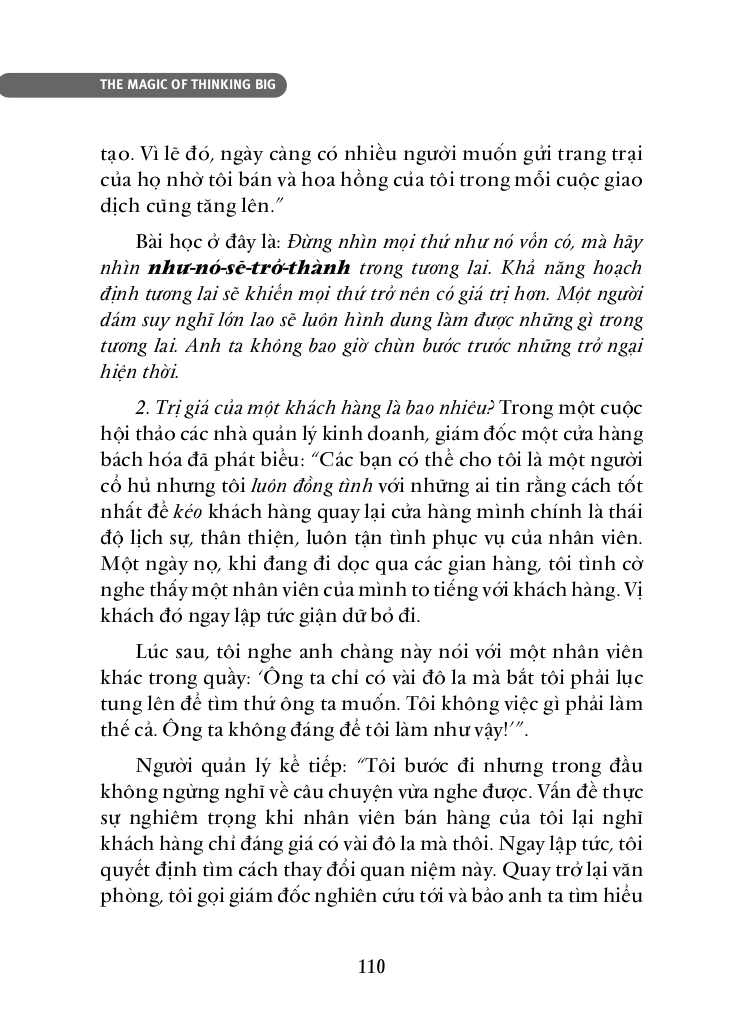 THE MAGIC OF THINKING BIG
tạo. Vì lẽ đó, ngày càng có nhiều người muốn gửi trang trại
của họ nhờ tôi bán và hoa hồng của tôi trong mỗi cuộc giao
dịch cũng tăng lên.”
Bài học ở đây là: Đừng nhìn mọi thứ như nó vốn có, mà hãy
nhìn như-nó-sẽ-trở-thành trong tương lai. Khả năng hoạch
định tương lai sẽ khiến mọi thứ trở nên có giá trị hơn. Một người
dám suy nghĩ lớn lao sẽ luôn hình dung làm được những gì trong
tương lai. Anh ta không bao giờ chùn bước trước những trở ngại
hiện thời.
2. Trị giá của một khách hàng là bao nhiêu? Trong một cuộc
hội thảo các nhà quản lý kinh doanh, giám đốc một cửa hàng
bách hóa đã phát biểu: “Các bạn có thể cho tôi là một người
cổ hủ nhưng tôi luôn đồng tình với những ai tin rằng cách tốt
nhất để kéo khách hàng quay lại cửa hàng mình chính là thái
độ lịch sự, thân thiện, luôn tận tình phục vụ của nhân viên.
Một ngày nọ, khi đang đi dọc qua các gian hàng, tôi tình cờ
nghe thấy một nhân viên của mình to tiếng với khách hàng. Vị
khách đó ngay lập tức giận dữ bỏ đi.
Lúc sau, tôi nghe anh chàng này nói với một nhân viên
khác trong quầy: ‘Ông ta chỉ có vài đô la mà bắt tôi phải lục
tung lên để tìm thứ ông ta muốn. Tôi không việc gì phải làm
thế cả. Ông ta không đáng để tôi làm như vậy!’”.
Người quản lý kể tiếp: “Tôi bước đi nhưng trong đầu
không ngừng nghĩ về câu chuyện vừa nghe được. Vấn đề thực
sự nghiêm trọng khi nhân viên bán hàng của tôi lại nghĩ
khách hàng chỉ đáng giá có vài đô la mà thôi. Ngay lập tức, tôi
quyết định tìm cách thay đổi quan niệm này. Quay trở lại văn
phòng, tôi gọi giám đốc nghiên cứu tới và bảo anh ta tìm hiểu
110